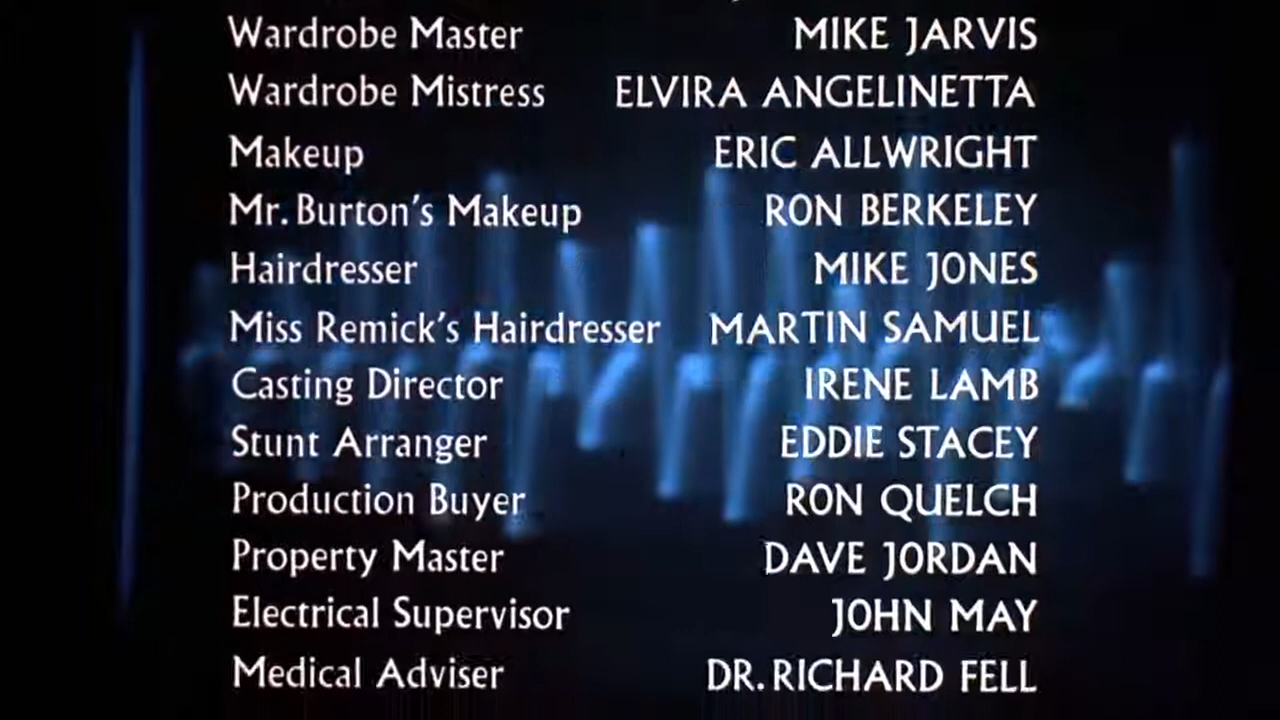 Wardrobe Master MIKE JARVIS
Wardrobe Mistress ELVIRA ANGELINETTA
Makeup ERIC ALLWRIGHT
Mr. Burton's Makeup RON BERKELEY
Hairdresser MIKE JONES
Miss Remick's Hairdresser MARTIN SAMUEL
Casting Director IRENE LAMB
Stunt Arranger EDDIE STACEY
Production Buyer RON QUELCH
Property Master DAVE JORDAN
Electrical Supervisor JOHN MAY
Medical Adviser DR. RICHARD FELL